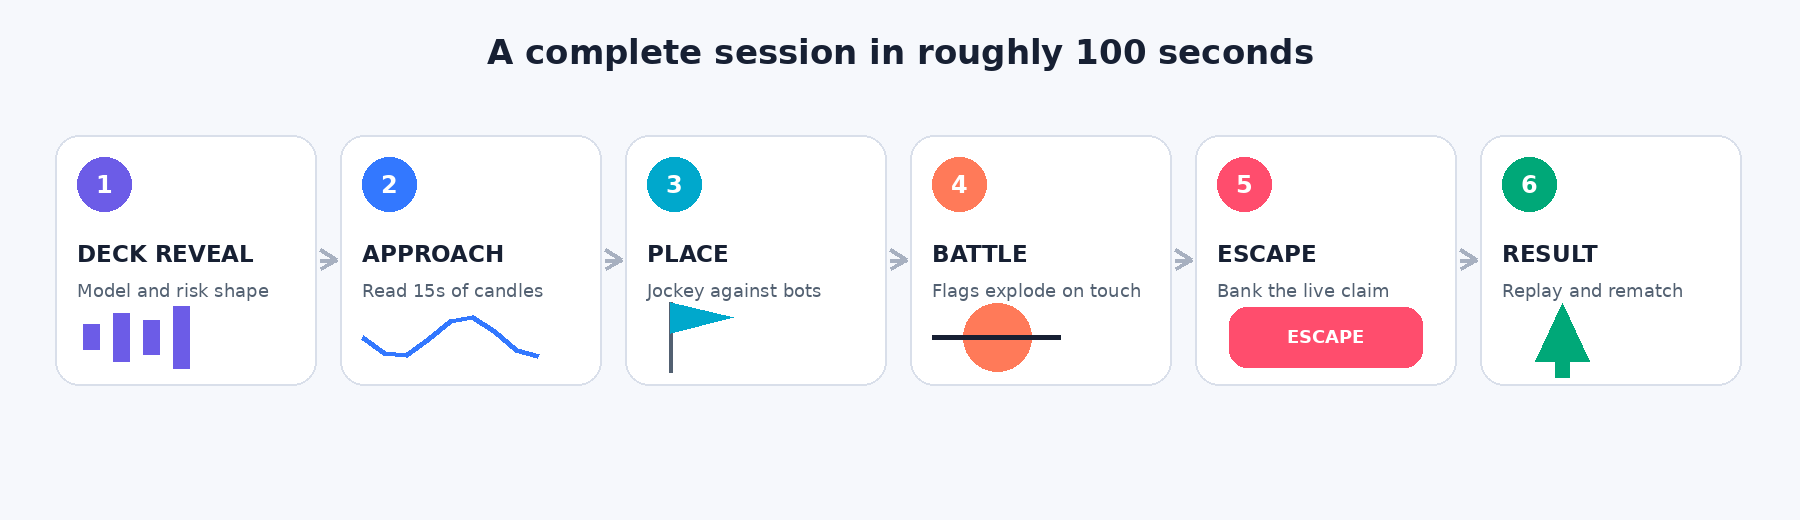 A complete session in roughly 100 seconds
1
DECK REVEAL
Model and risk shape
2
APPROACH
Read 15s of candles
3
PLACE
Jockey against bots
4
BATTLE
Flags explode on touch
5
ESCAPE
Bank the live claim
ESCAPE
6
RESULT
Replay and rematch